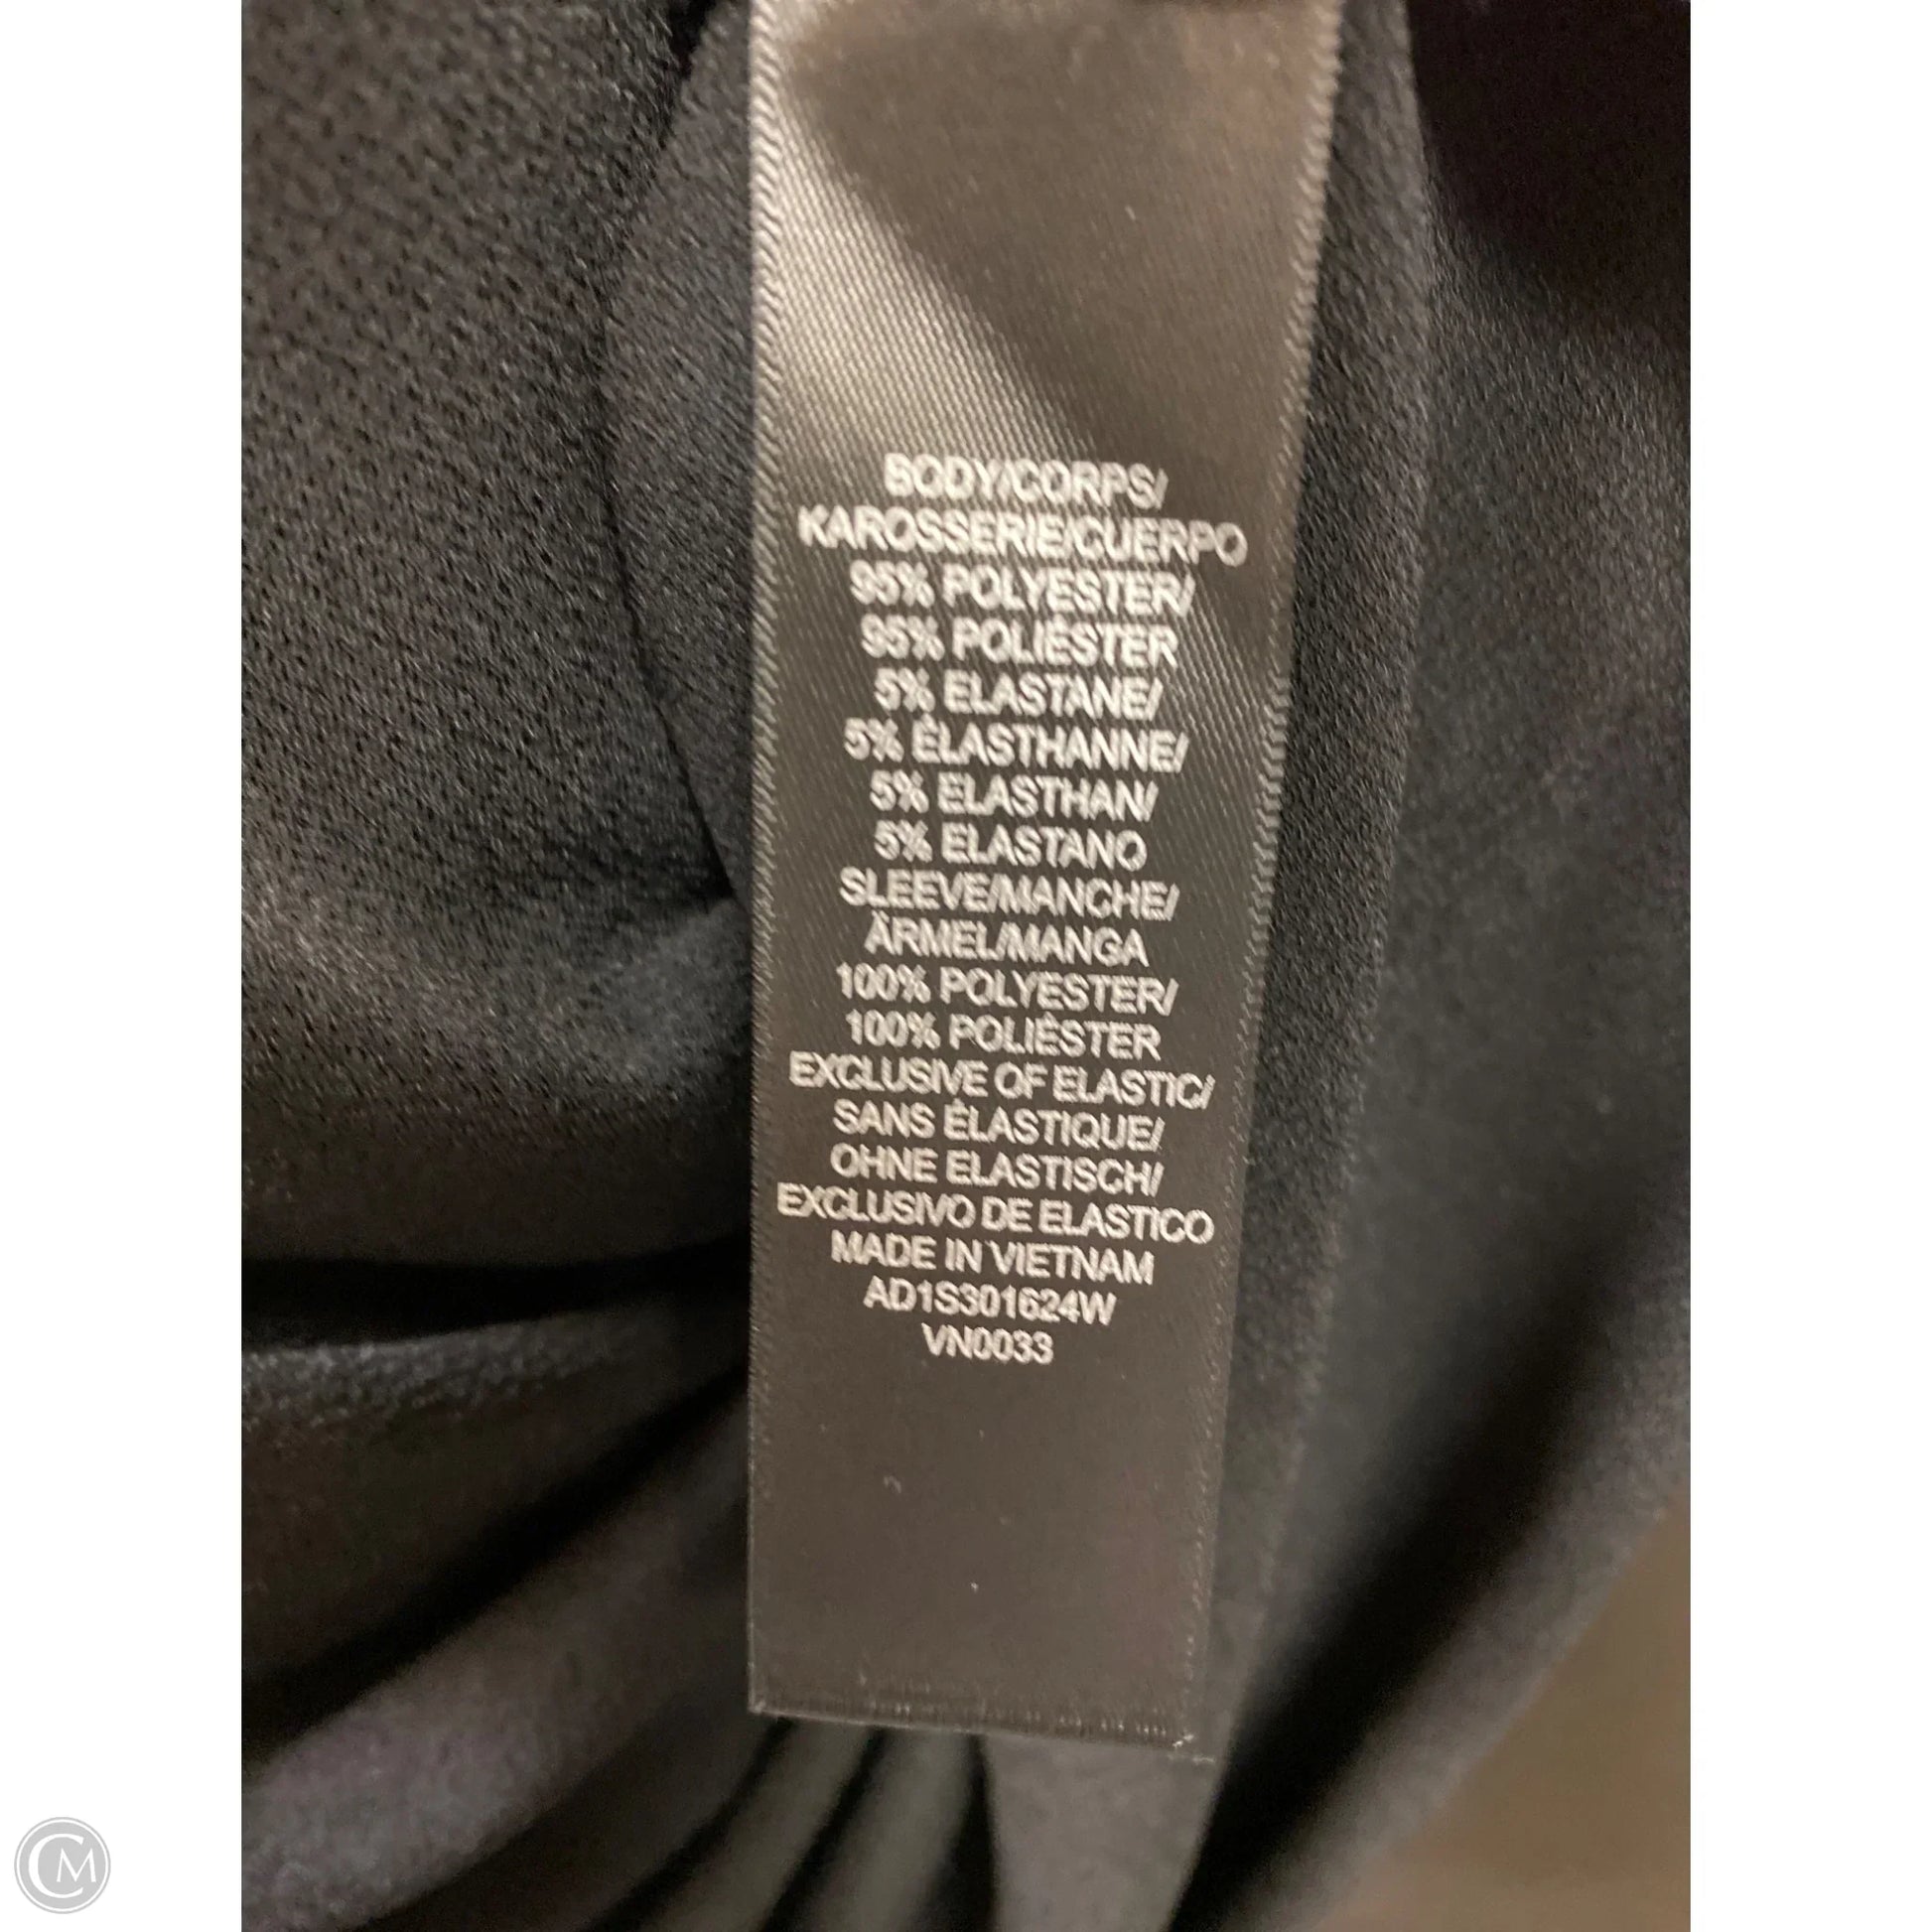 BODY/CORPS/
KAROSSERIE/CUERPO
95% POLYESTER/
95% POLIÉSTER
5% ELASTANE/
5% ÉLASTHANNE/
5% ELASTHAN/
5% ELASTANO
SLEEVE/MANCHE/
ÄRMEL/MANGA
100% POLYESTER/
100% POLIÉSTER
EXCLUSIVE OF ELASTIC/
SANS ÉLASTIQUE/
OHNE ELASTISCH/
EXCLUSIVO DE ELASTICO
MADE IN VIETNAM
AD1S301624W
VN0033
CM